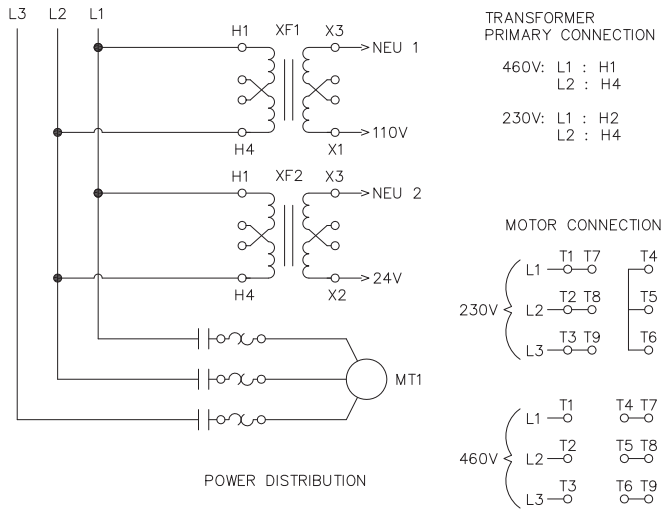 L3 L2 L1
H1 XF1 X3
NEU 1
H4 X1
110V
H1 XF2 X3
NEU 2
H4 X2
24V
MT1
POWER DISTRIBUTION
TRANSFORMER
PRIMARY CONNECTION
460V: L1 : H1
L2 : H4
230V: L1 : H2
L2 : H4
MOTOR CONNECTION
230V
L1 T1 T7 T4
L2 T2 T8 T5
L3 T3 T9 T6
460V
L1 T1 T4 T7
L2 T2 T5 T8
L3 T3 T6 T9